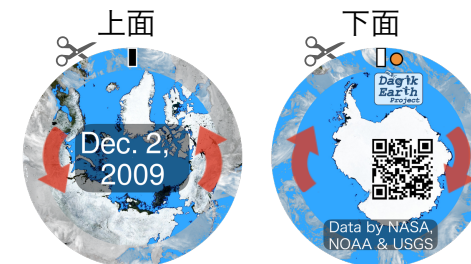 上面
下面
Dec. 2,
2009
Dagik
Earth
Project
Data by NASA,
NOAA & USGS